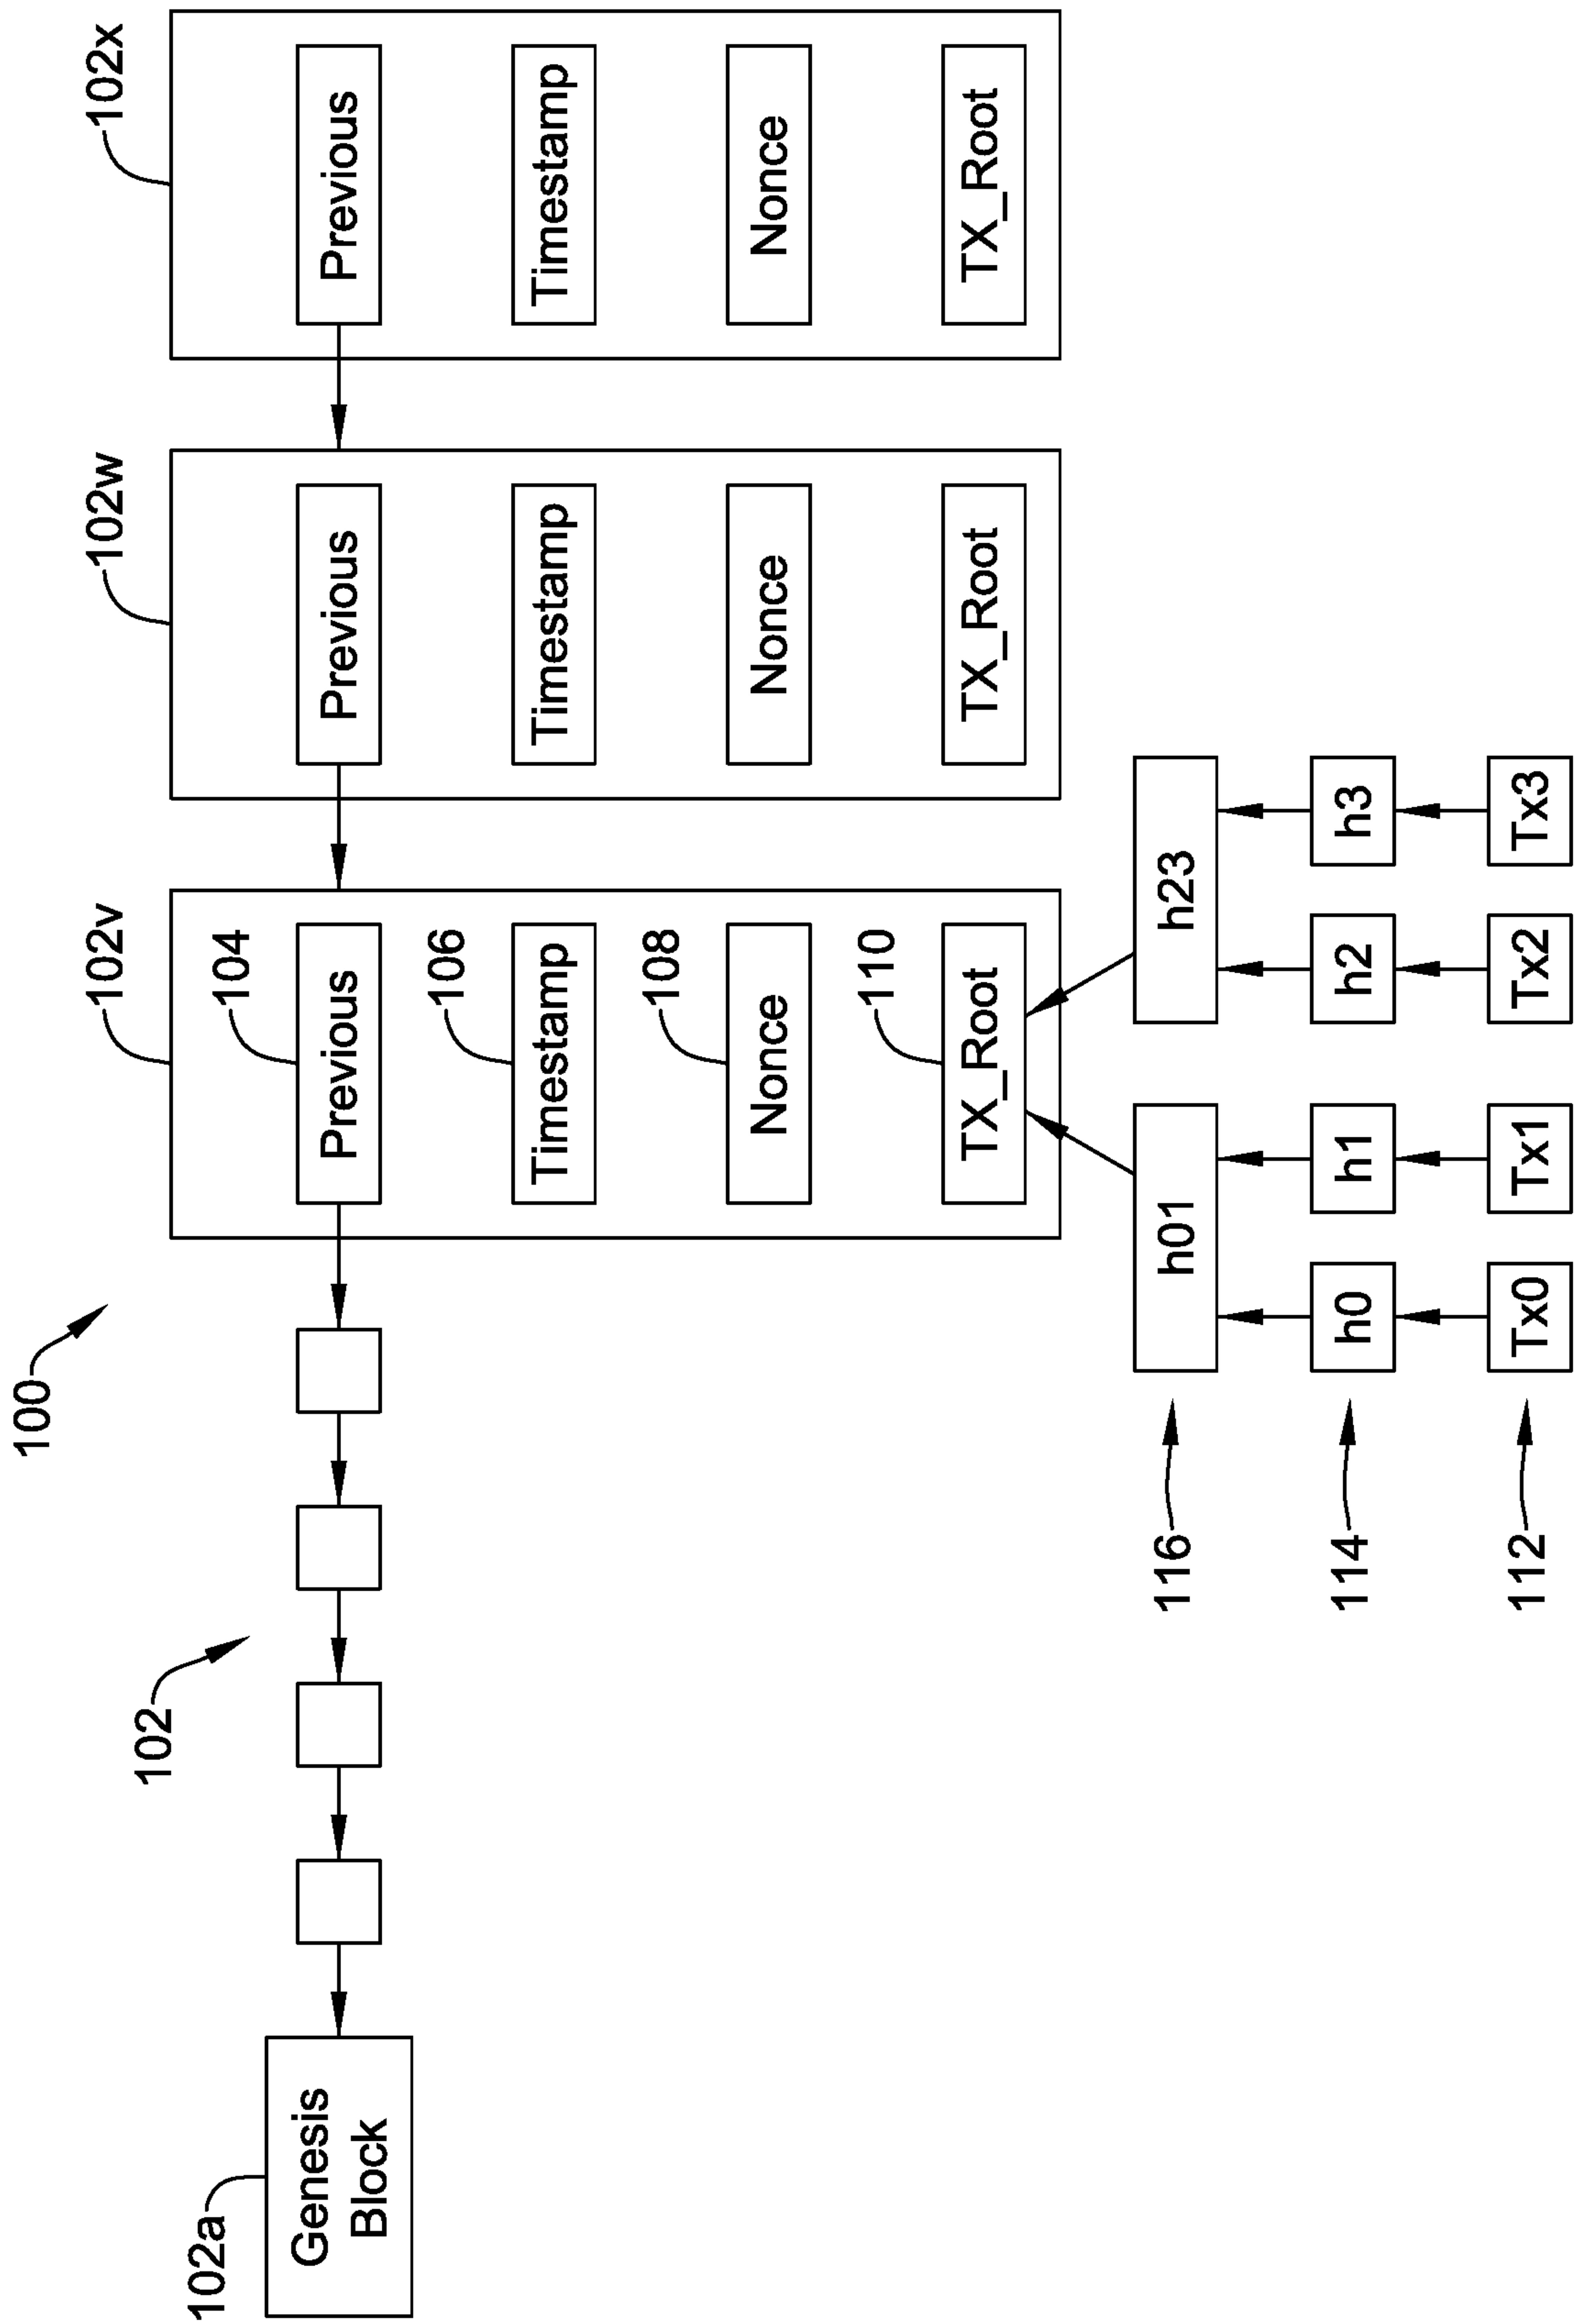 100
102
102a
Genesis
Block
102v
104
Previous
106
Timestamp
108
Nonce
110
TX_Root
102w
Previous
Timestamp
Nonce
TX_Root
102x
Previous
Timestamp
Nonce
TX_Root
116
h01
h23
114
h0
h1
h2
h3
112
Tx0
Tx1
Tx2
Tx3